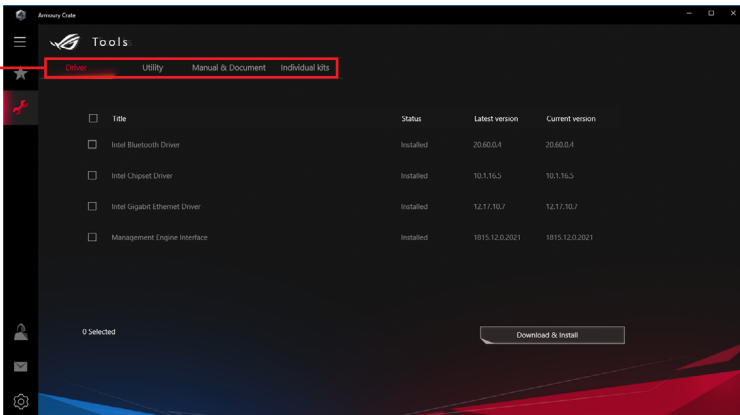 Armoury Crate
Tools
Driver Utility Manual & Document Individual kits
Title Status Latest version Current version
Intel Bluetooth Driver Installed 20.60.0.4 20.60.0.4
Intel Chipset Driver Installed 10.1.16.5 10.1.16.5
Intel Gigabit Ethernet Driver Installed 12.17.10.7 12.17.10.7
Management Engine Interface Installed 1815.12.0.2021 1815.12.0.2021
0 Selected Download & Install